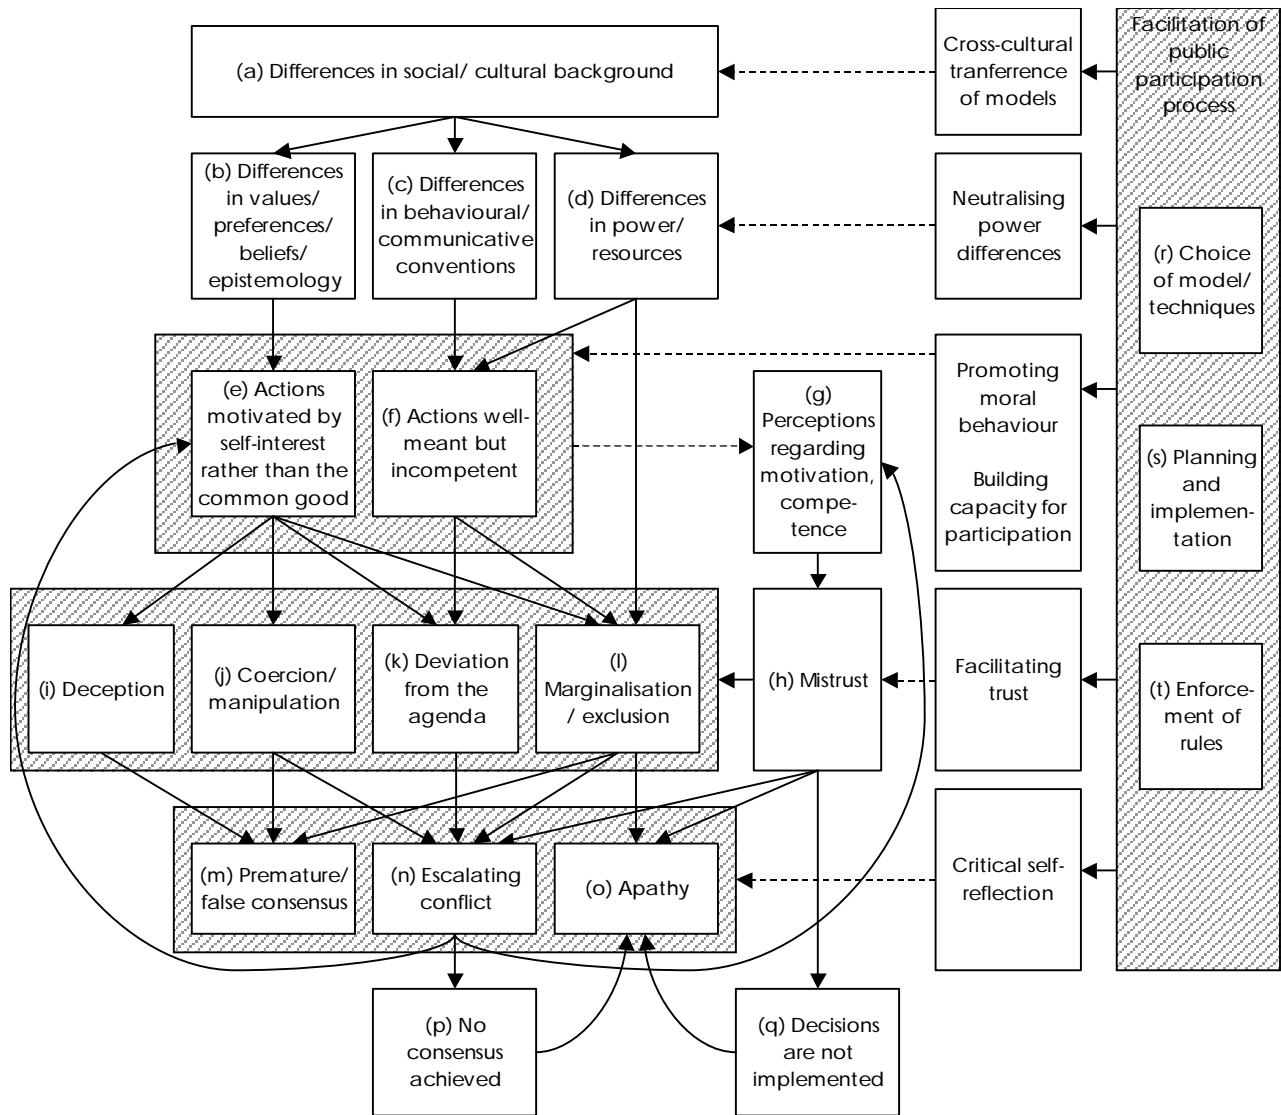 (a) Differences in social/ cultural background
Cross-cultural
tranferrence
of models
Facilitation of
public
participation
process
(b) Differences
in values/
preferences/
beliefs/
epistemology
(c) Differences
in behavioural/
communicative
conventions
(d) Differences
in power/
resources
Neutralising
power
differences
(r) Choice
of model/
techniques
(e) Actions
motivated by
self-interest
rather than the
common good
(f) Actions well-
meant but
incompetent
(g)
Perceptions
regarding
motivation,
compe-
tence
Promoting
moral
behaviour
Building
capacity for
participation
(s) Planning
and
implemen-
tation
(i) Deception
(j) Coercion/
manipulation
(k) Deviation
from the
agenda
(l)
Marginalisation
/ exclusion
(h) Mistrust
Facilitating
trust
(t) Enforce-
ment of
rules
(m) Premature/
false consensus
(n) Escalating
conflict
(o) Apathy
Critical self-
reflection
(p) No
consensus
achieved
(q) Decisions
are not
implemented